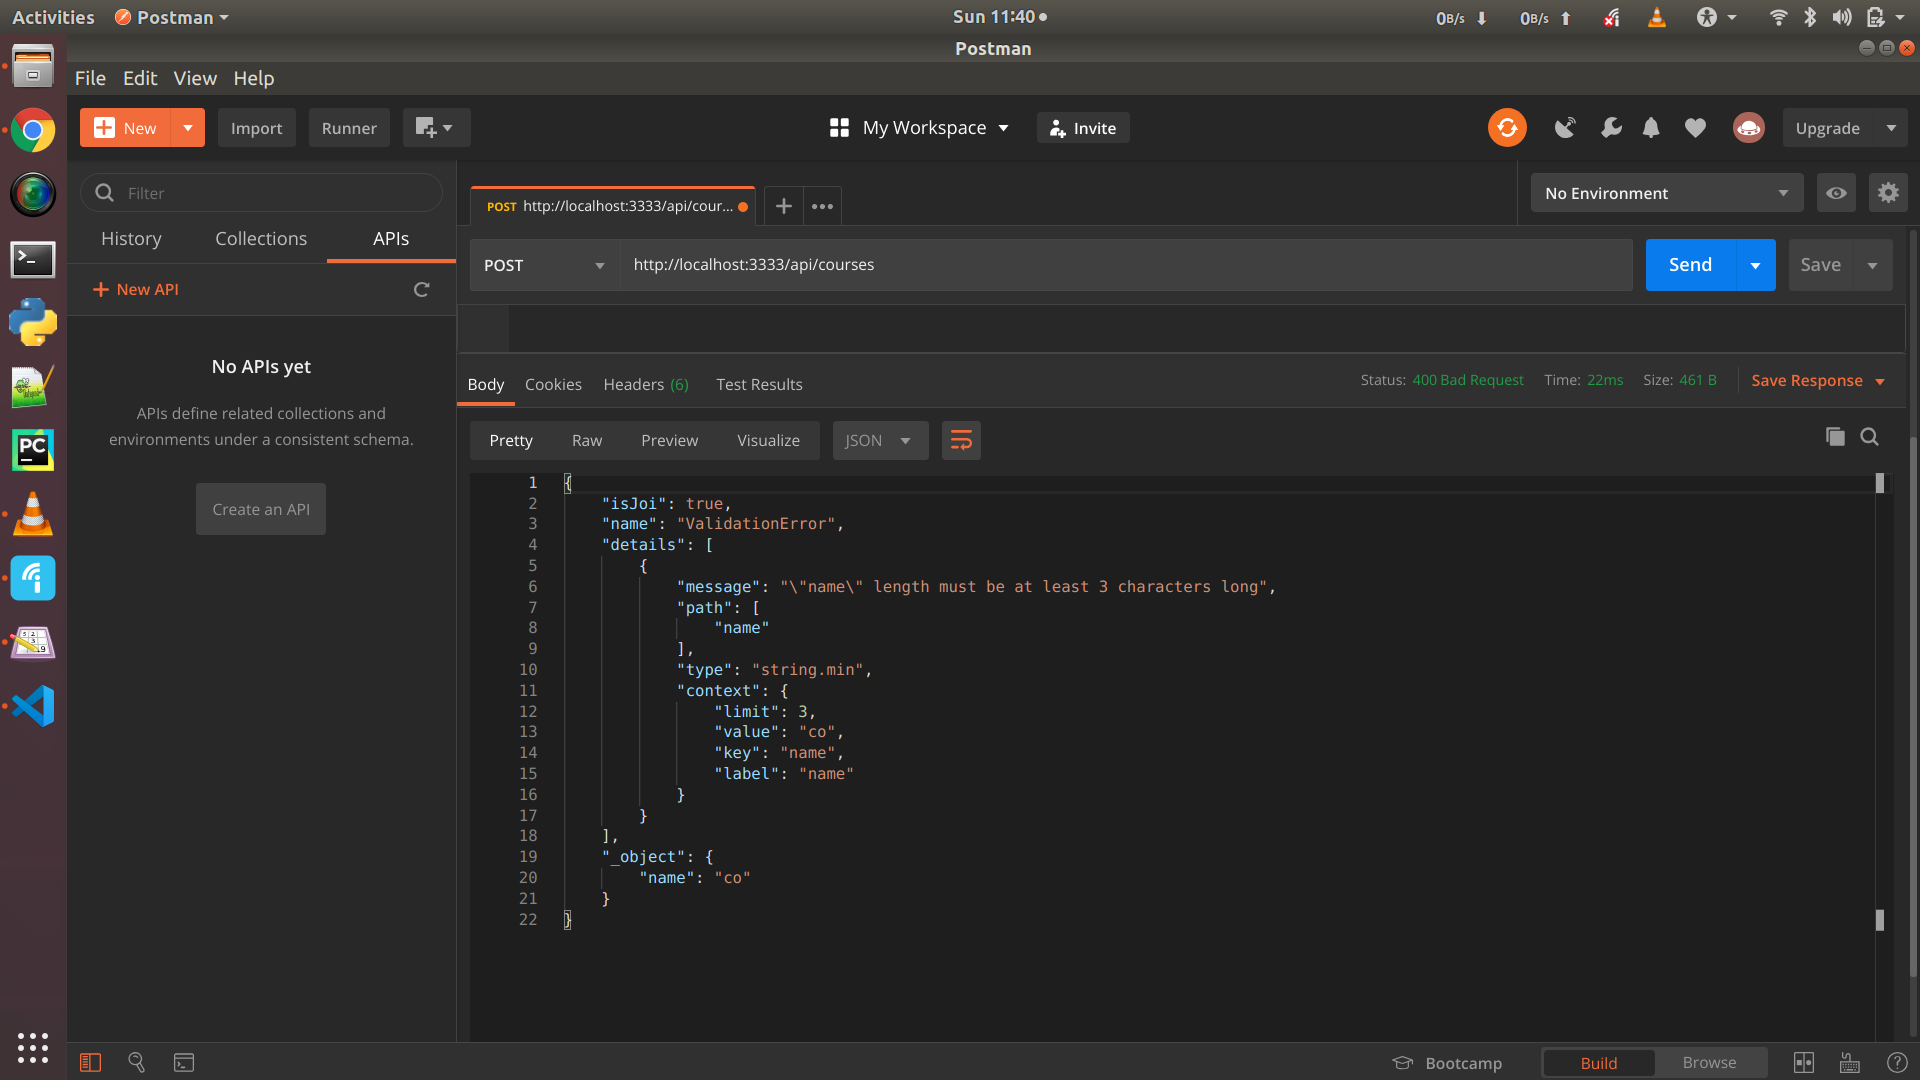 Activities Postman Sun 11:40 0B/s 0B/s
Postman
File Edit View Help
New Import Runner My Workspace Invite Upgrade
Filter
History Collections APIs
New API
No APIs yet
APIs define related collections and
environments under a consistent schema.
Create an API
POST http://localhost:3333/api/cour... No Environment
POST http://localhost:3333/api/courses Send Save
Body Cookies Headers (6) Test Results Status: 400 Bad Request Time: 22ms Size: 461 B Save Response
Pretty Raw Preview Visualize JSON
1 {
2 "isJoi": true,
3 "name": "ValidationError",
4 "details": [
5 {
6 "message": "\"name\" length must be at least 3 characters long",
7 "path": [
8 "name"
9 ],
10 "type": "string.min",
11 "context": {
12 "limit": 3,
13 "value": "co",
14 "key": "name",
15 "label": "name"
16 }
17 }
18 ],
19 "_object": {
20 "name": "co"
21 }
22 }
PC
Bootcamp Build Browse